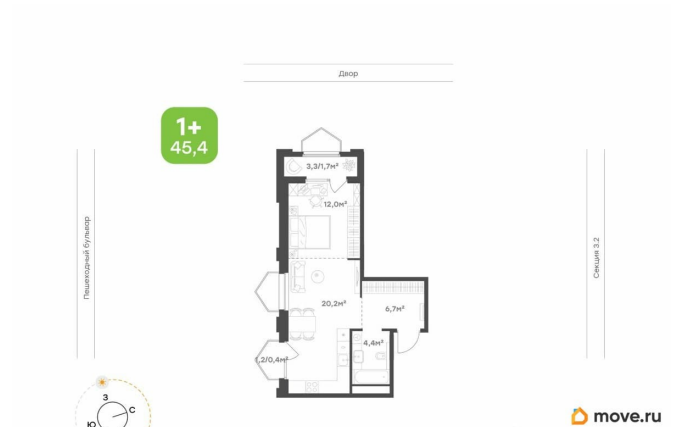 Двор
1+
45,4
3,3/1,7м²
12,0м²
Пешеходный бульвар
Секция 3.2
20,2м²
6,7м²
4,4м²
1,2/0,4м²
З
С
Ю
move.ru